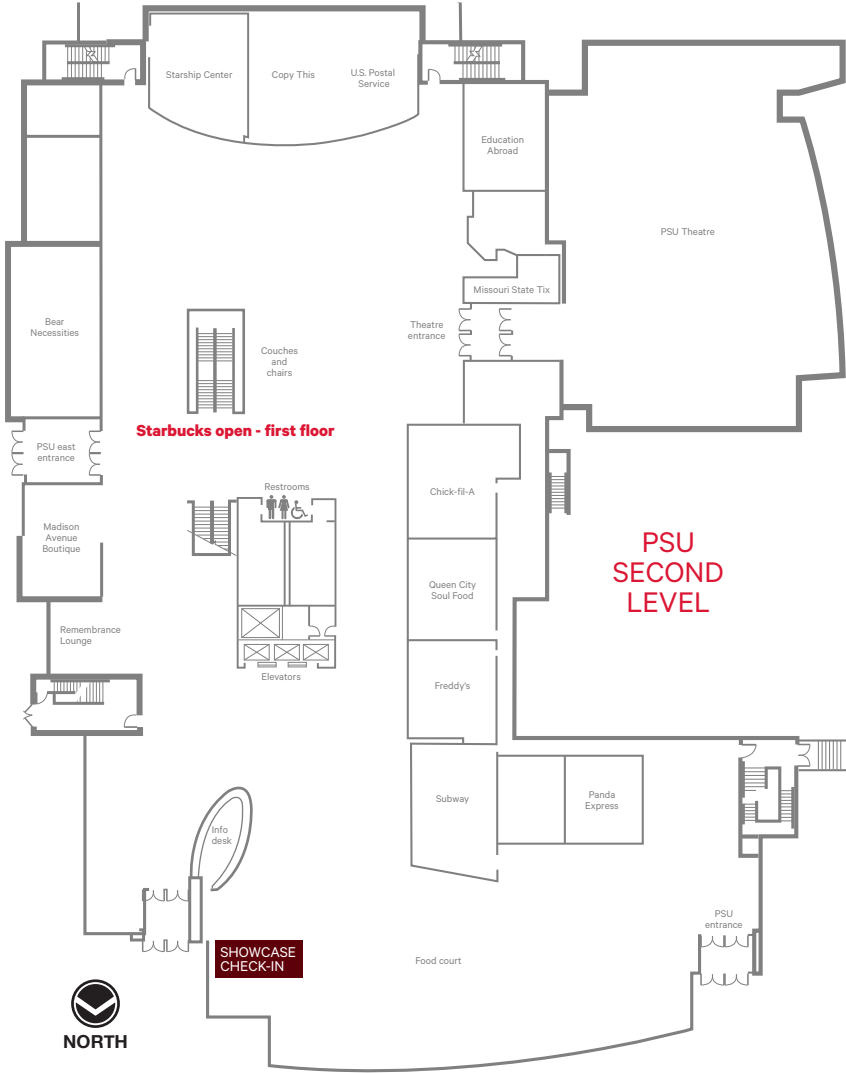 Starship Center
Copy This
U.S. Postal
Service
Education
Abroad
PSU Theatre
Missouri State Tix
Bear
Necessities
Theatre
entrance
Couches
and
chairs
Starbucks open - first floor
PSU east
entrance
Chick-fil-A
Restrooms
Madison
Avenue
Boutique
PSU
SECOND
LEVEL
Queen City
Soul Food
Remembrance
Lounge
Elevators
Freddy's
Subway
Panda
Express
Info
desk
PSU
entrance
SHOWCASE
CHECK-IN
Food court
NORTH